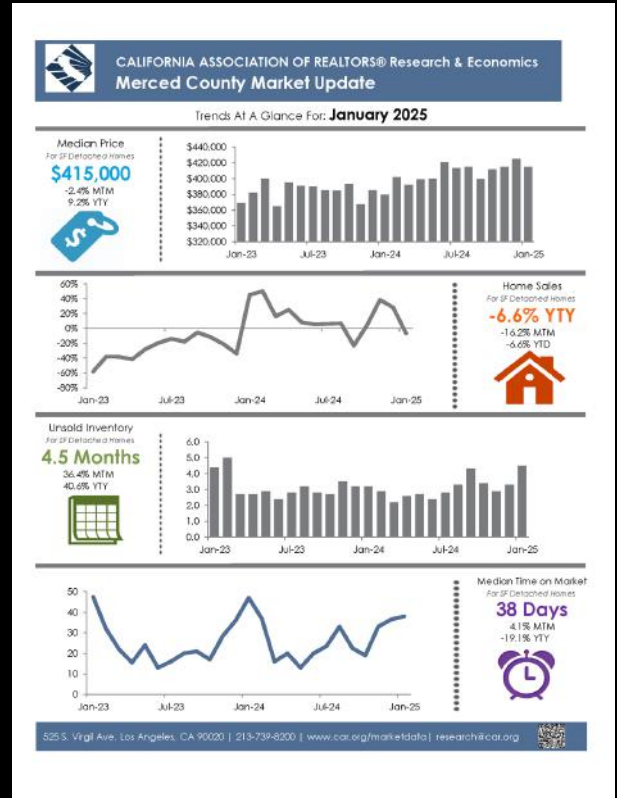 CALIFORNIA ASSOCIATION OF REALTORS® Research & Economics
Merced County Market Update
Trends At A Glance For: January 2025
Median Price
For SF Detached Homes
$415,000
-2.4% MTM
9.2% YTY
$440,000
$420,000
$400,000
$380,000
$360,000
$340,000
$320,000
Jan-23 Jul-23 Jan-24 Jul-24 Jan-25
60%
40%
20%
0%
-20%
-40%
-60%
-80%
Jan-23 Jul-23 Jan-24 Jul-24 Jan-25
Home Sales
For SF Detached Homes
-6.6% YTY
-16.2% MTM
-6.6% YTD
Unsold Inventory
For SF Detached Homes
4.5 Months
36.4% MTM
40.6% YTY
6.0
5.0
4.0
3.0
2.0
1.0
0.0
Jan-23 Jul-23 Jan-24 Jul-24 Jan-25
50
40
30
20
10
0
Jan-23 Jul-23 Jan-24 Jul-24 Jan-25
Median Time on Market
For SF Detached Homes
38 Days
4.1% MTM
-19.1% YTY
525 S. Virgil Ave, Los Angeles, CA 90020 | 213-739-8200 | www.car.org/marketdata| research@car.org